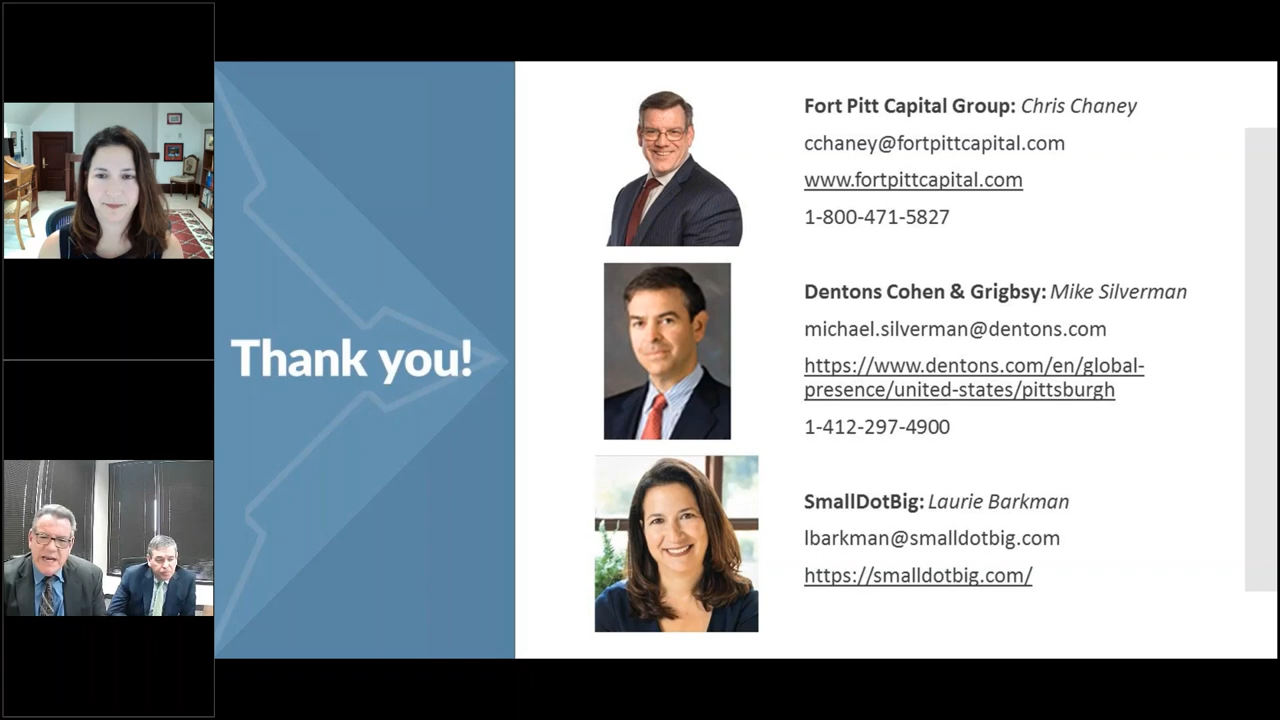 Thank you!
Fort Pitt Capital Group: Chris Chaney
cchaney@fortpittcapital.com
www.fortpittcapital.com
1-800-471-5827
Dentons Cohen & Grigbsy: Mike Silverman
michael.silverman@dentons.com
https://www.dentons.com/en/global-
presence/united-states/pittsburgh
1-412-297-4900
SmallDotBig: Laurie Barkman
lbarkman@smalldotbig.com
https://smalldotbig.com/